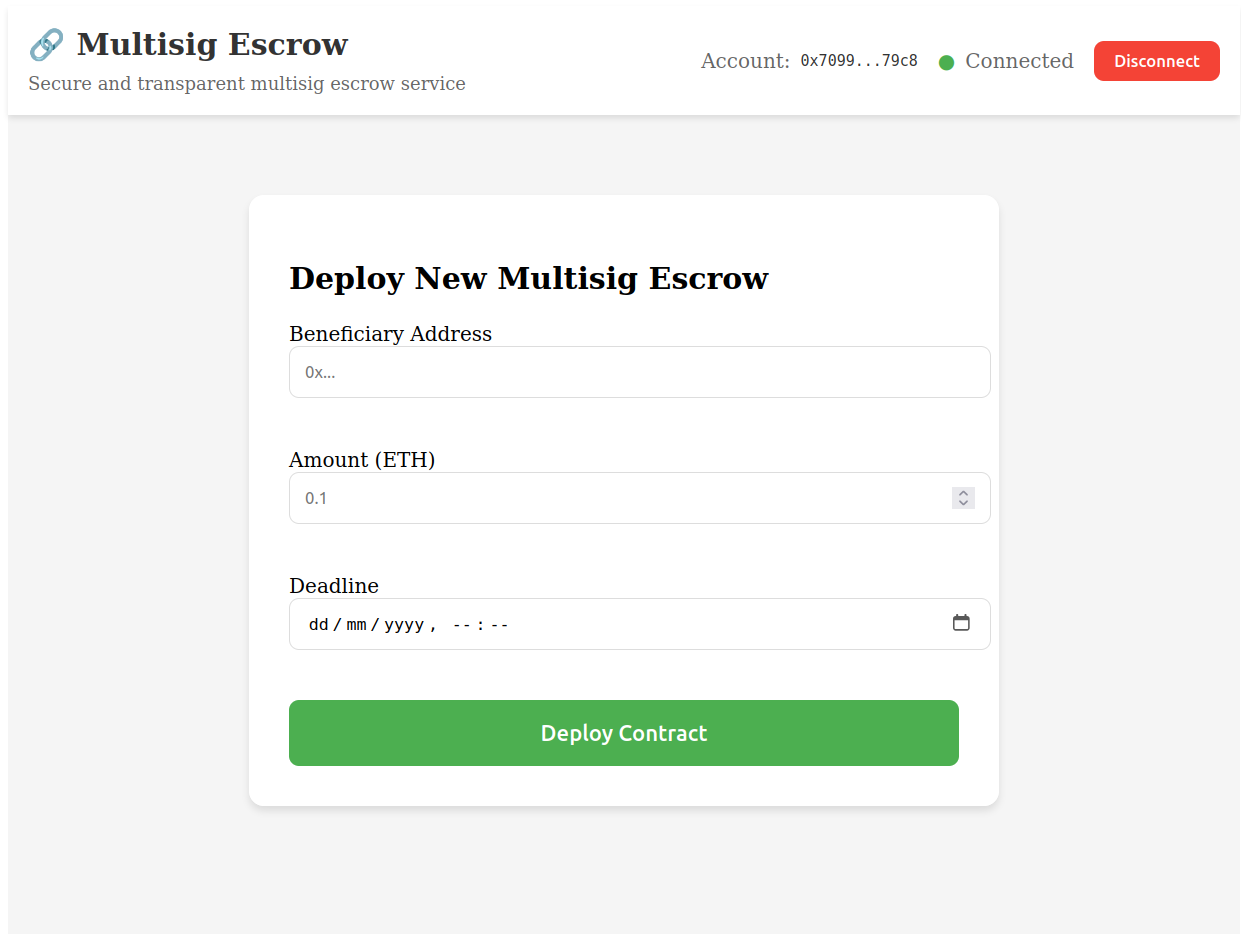 Multisig Escrow
Secure and transparent multisig escrow service
Account: 0x7099...79c8 Connected Disconnect
Deploy New Multisig Escrow
Beneficiary Address
0x...
Amount (ETH)
0.1
Deadline
dd/mm/yyyy, --:--
Deploy Contract